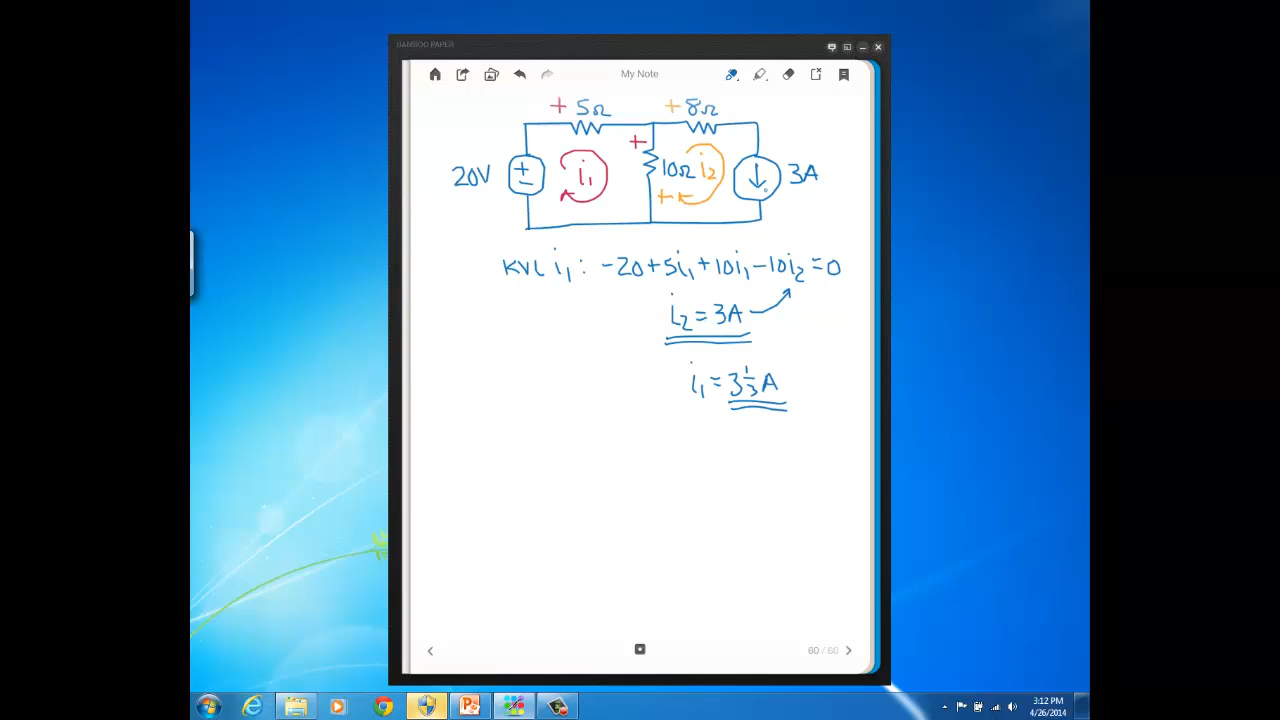 BAMBOO PAPER
My Note
+ 5Ω + 8Ω
+
20V + − i₁ 10Ω i₂ 3A
+
KVL i₁ : −20 + 5i₁ + 10i₁ − 10i₂ = 0
i₂ = 3A
i₁ = 3 1/3 A
60 / 60
3:12 PM
4/26/2014